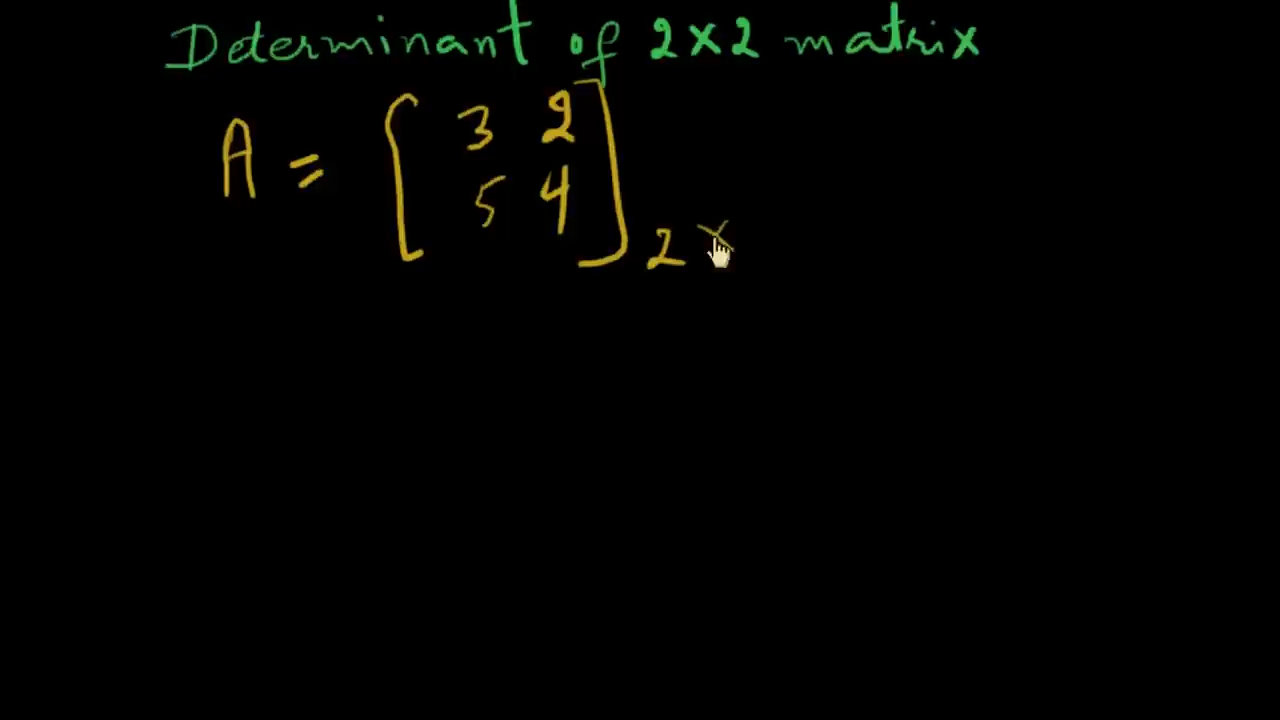 Determinant of 2x2 matrix
A = [ 3 2
5 4 ] 2 x